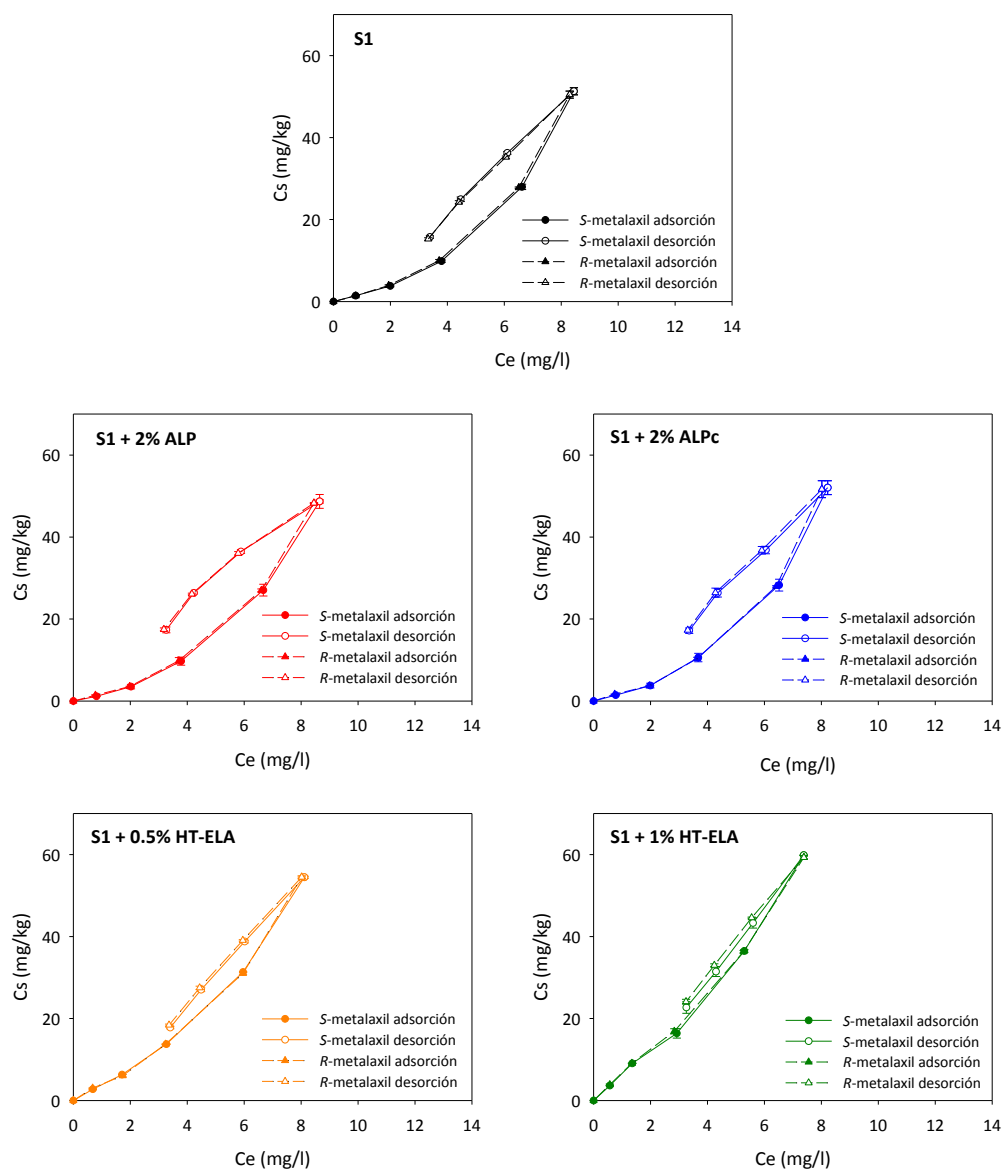 S1
60
40
20
0
Cs (mg/kg)
S-metalaxil adsorción
S-metalaxil desorción
R-metalaxil adsorción
R-metalaxil desorción
0 2 4 6 8 10 12 14
Ce (mg/l)
S1 + 2% ALP
60
40
20
0
Cs (mg/kg)
S-metalaxil adsorción
S-metalaxil desorción
R-metalaxil adsorción
R-metalaxil desorción
0 2 4 6 8 10 12 14
Ce (mg/l)
S1 + 2% ALPc
60
40
20
0
Cs (mg/kg)
S-metalaxil adsorción
S-metalaxil desorción
R-metalaxil adsorción
R-metalaxil desorción
0 2 4 6 8 10 12 14
Ce (mg/l)
S1 + 0.5% HT-ELA
60
40
20
0
Cs (mg/kg)
S-metalaxil adsorción
S-metalaxil desorción
R-metalaxil adsorción
R-metalaxil desorción
0 2 4 6 8 10 12 14
Ce (mg/l)
S1 + 1% HT-ELA
60
40
20
0
Cs (mg/kg)
S-metalaxil adsorción
S-metalaxil desorción
R-metalaxil adsorción
R-metalaxil desorción
0 2 4 6 8 10 12 14
Ce (mg/l)